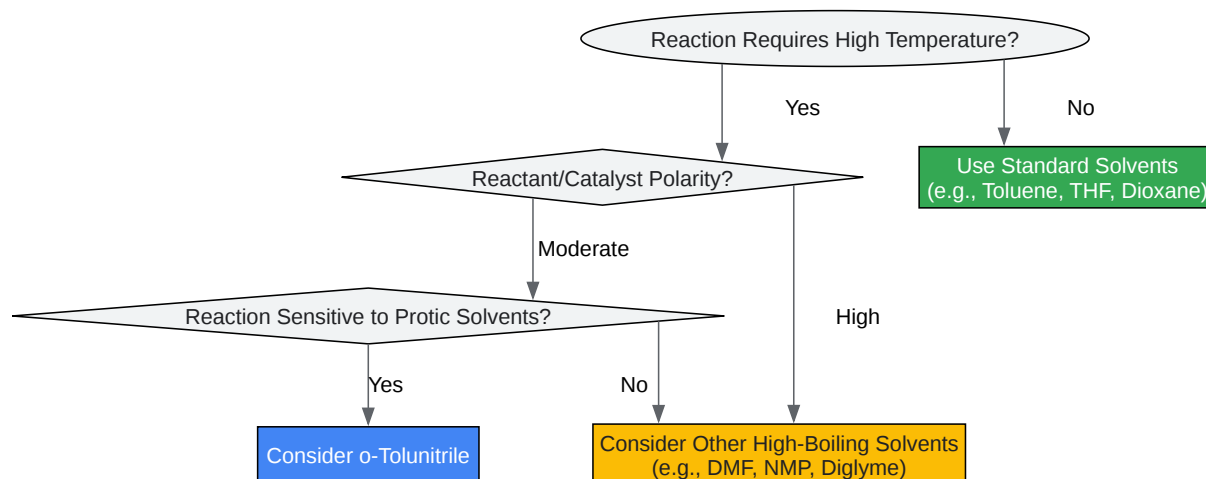 Reaction Requires High Temperature?
Yes
No
Use Standard Solvents
(e.g., Toluene, THF, Dioxane)
Reactant/Catalyst Polarity?
Moderate
High
Reaction Sensitive to Protic Solvents?
Yes
No
Consider o-Tolunitrile
Consider Other High-Boiling Solvents
(e.g., DMF, NMP, Diglyme)